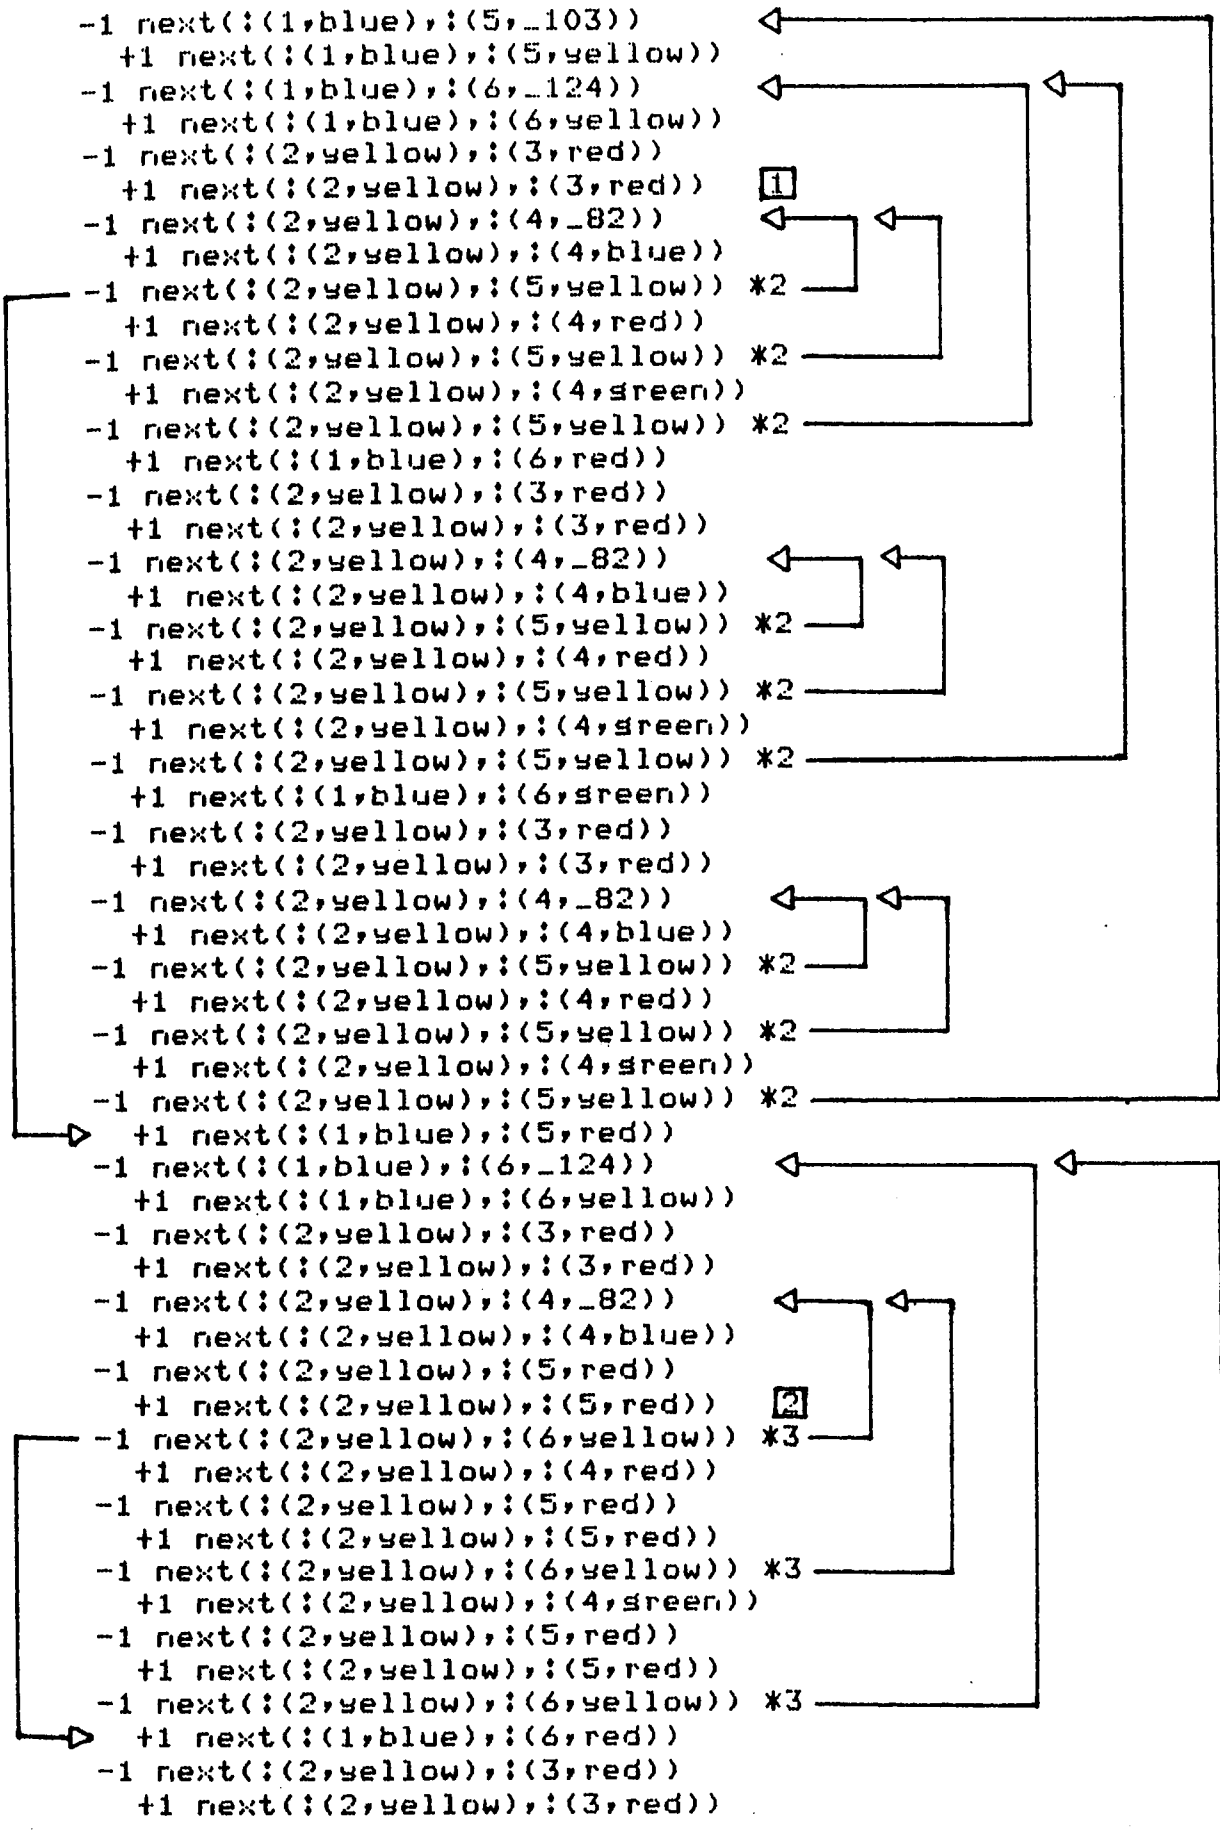 -1 next(:(1,blue),:(5,_103))
+1 next(:(1,blue),:(5,yellow))
-1 next(:(1,blue),:(6,_124))
+1 next(:(1,blue),:(6,yellow))
-1 next(:(2,yellow),:(3,red))
+1 next(:(2,yellow),:(3,red)) 1
-1 next(:(2,yellow),:(4,_82))
+1 next(:(2,yellow),:(4,blue))
-1 next(:(2,yellow),:(5,yellow)) *2
+1 next(:(2,yellow),:(4,red))
-1 next(:(2,yellow),:(5,yellow)) *2
+1 next(:(2,yellow),:(4,green))
-1 next(:(2,yellow),:(5,yellow)) *2
+1 next(:(1,blue),:(6,red))
-1 next(:(2,yellow),:(3,red))
+1 next(:(2,yellow),:(3,red))
-1 next(:(2,yellow),:(4,_82))
+1 next(:(2,yellow),:(4,blue))
-1 next(:(2,yellow),:(5,yellow)) *2
+1 next(:(2,yellow),:(4,red))
-1 next(:(2,yellow),:(5,yellow)) *2
+1 next(:(2,yellow),:(4,green))
-1 next(:(2,yellow),:(5,yellow)) *2
+1 next(:(1,blue),:(6,green))
-1 next(:(2,yellow),:(3,red))
+1 next(:(2,yellow),:(3,red))
-1 next(:(2,yellow),:(4,_82))
+1 next(:(2,yellow),:(4,blue))
-1 next(:(2,yellow),:(5,yellow)) *2
+1 next(:(2,yellow),:(4,red))
-1 next(:(2,yellow),:(5,yellow)) *2
+1 next(:(2,yellow),:(4,green))
-1 next(:(2,yellow),:(5,yellow)) *2
+1 next(:(1,blue),:(5,red))
-1 next(:(1,blue),:(6,_124))
+1 next(:(1,blue),:(6,yellow))
-1 next(:(2,yellow),:(3,red))
+1 next(:(2,yellow),:(3,red))
-1 next(:(2,yellow),:(4,_82))
+1 next(:(2,yellow),:(4,blue))
-1 next(:(2,yellow),:(5,red))
+1 next(:(2,yellow),:(5,red)) 2
-1 next(:(2,yellow),:(6,yellow)) *3
+1 next(:(2,yellow),:(4,red))
-1 next(:(2,yellow),:(5,red))
+1 next(:(2,yellow),:(5,red))
-1 next(:(2,yellow),:(6,yellow)) *3
+1 next(:(2,yellow),:(4,green))
-1 next(:(2,yellow),:(5,red))
+1 next(:(2,yellow),:(5,red))
-1 next(:(2,yellow),:(6,yellow)) *3
+1 next(:(1,blue),:(6,red))
-1 next(:(2,yellow),:(3,red))
+1 next(:(2,yellow),:(3,red))